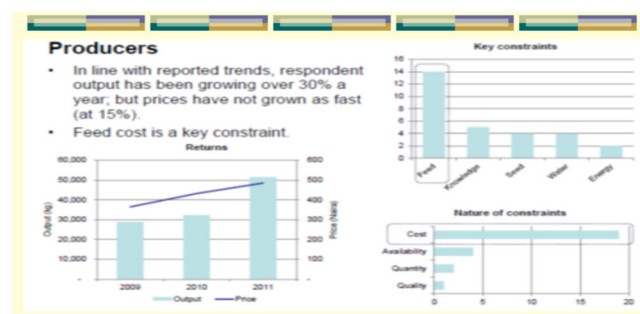 Producers
• In line with reported trends, respondent
output has been growing over 30% a
year; but prices have not grown as fast
(at 15%).
• Feed cost is a key constraint.
Returns
60,000
50,000
40,000
30,000
20,000
10,000
-
600
500
400
300
200
100
-
Output (kg)
Price (Naira)
2009 2010 2011
Output Price
Key constraints
16
14
12
10
8
6
4
2
0
Feed Knowledge Seed Water Energy
Nature of constraints
Cost
Availability
Quantity
Quality
0 5 10 15 20